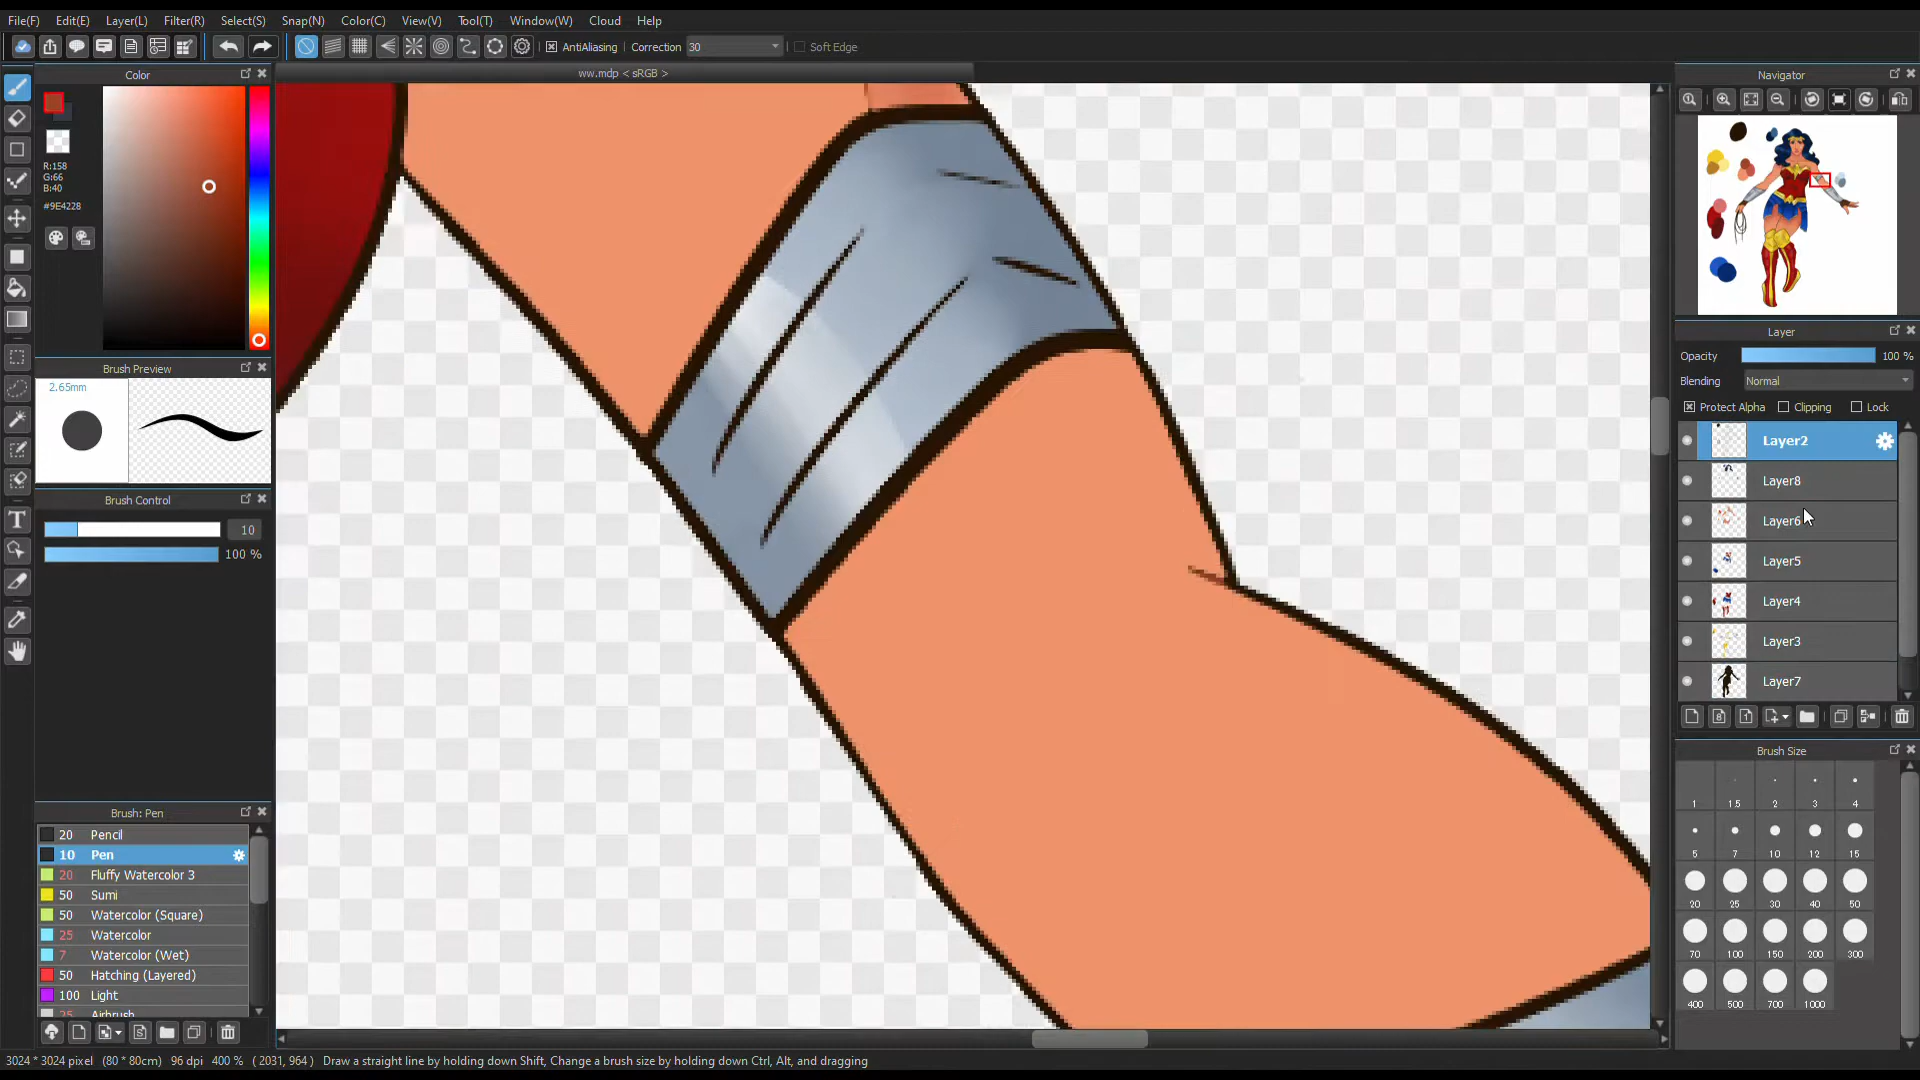 File(F) Edit(E) Layer(L) Filter(R) Select(S) Snap(N) Color(C) View(V) Tool(T) Window(W) Cloud Help
AntiAliasing Correction 30 Soft Edge
Color
ww.mdp < sRGB >
Navigator
R:158
G:66
B:40
#9E4228
Brush Preview
2.65mm
Brush Control
10
100 %
Layer
Opacity 100 %
Blending Normal
Protect Alpha Clipping Lock
Layer2
Layer8
Layer6
Layer5
Layer4
Layer3
Layer7
Brush Size
1 1.5 2 3 4
5 7 10 12 15
20 25 30 40 50
70 100 150 200 300
400 500 700 1000
Brush: Pen
20 Pencil
10 Pen
20 Fluffy Watercolor 3
50 Sumi
50 Watercolor (Square)
25 Watercolor
7 Watercolor (Wet)
50 Hatching (Layered)
100 Light
25 Airbrush
3024 * 3024 pixel (80 * 80cm) 96 dpi 400 % ( 2031, 964 ) Draw a straight line by holding down Shift, Change a brush size by holding down Ctrl, Alt, and dragging